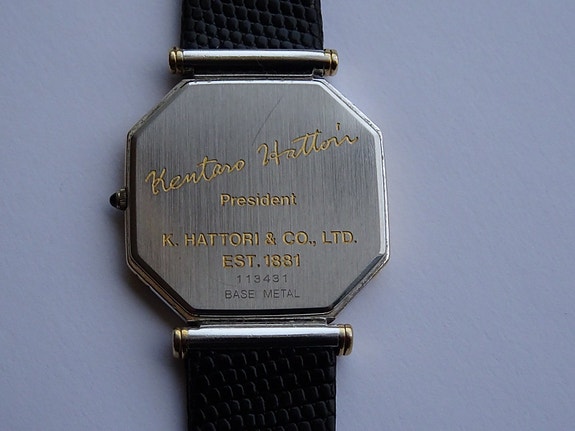 Kentaro Hattori
President
K. HATTORI & CO., LTD.
EST. 1881
113431
BASE METAL